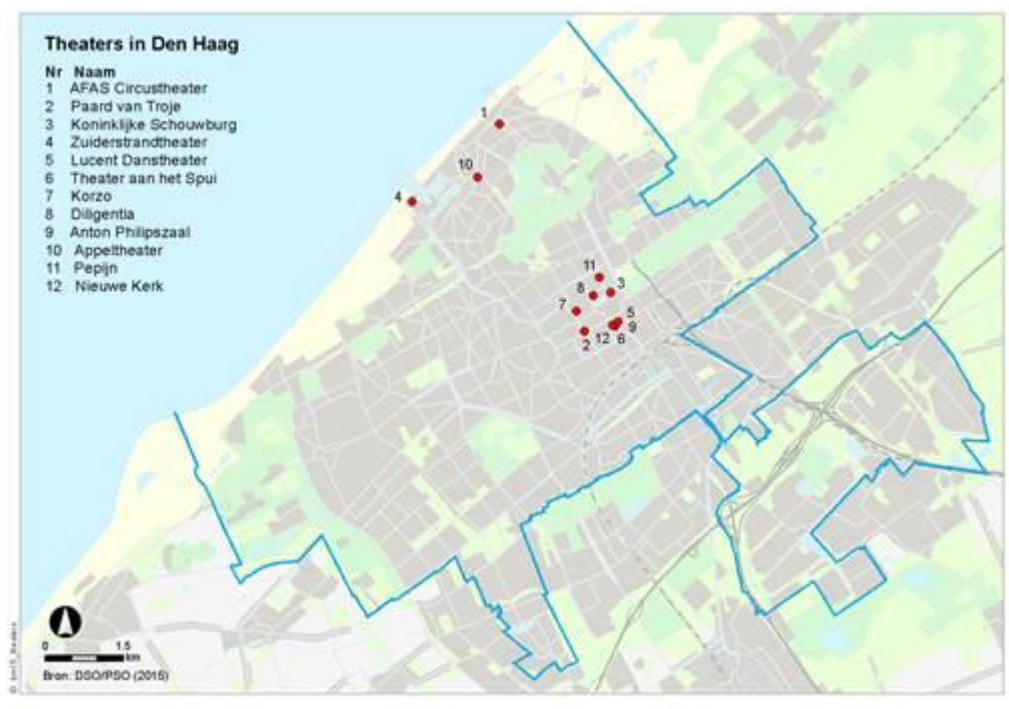 Theaters in Den Haag
Nr Naam
1 AFAS Circustheater
2 Paard van Troje
3 Koninklijke Schouwburg
4 Zuiderstrandtheater
5 Lucent Danstheater
6 Theater aan het Spui
7 Korzo
8 Diligentia
9 Anton Philipszaal
10 Appeltheater
11 Pepijn
12 Nieuwe Kerk
1
10
4
11
8
3
7
5
9
2
12
6
0
1.5
km
Bron: DSO/PSO (2015)